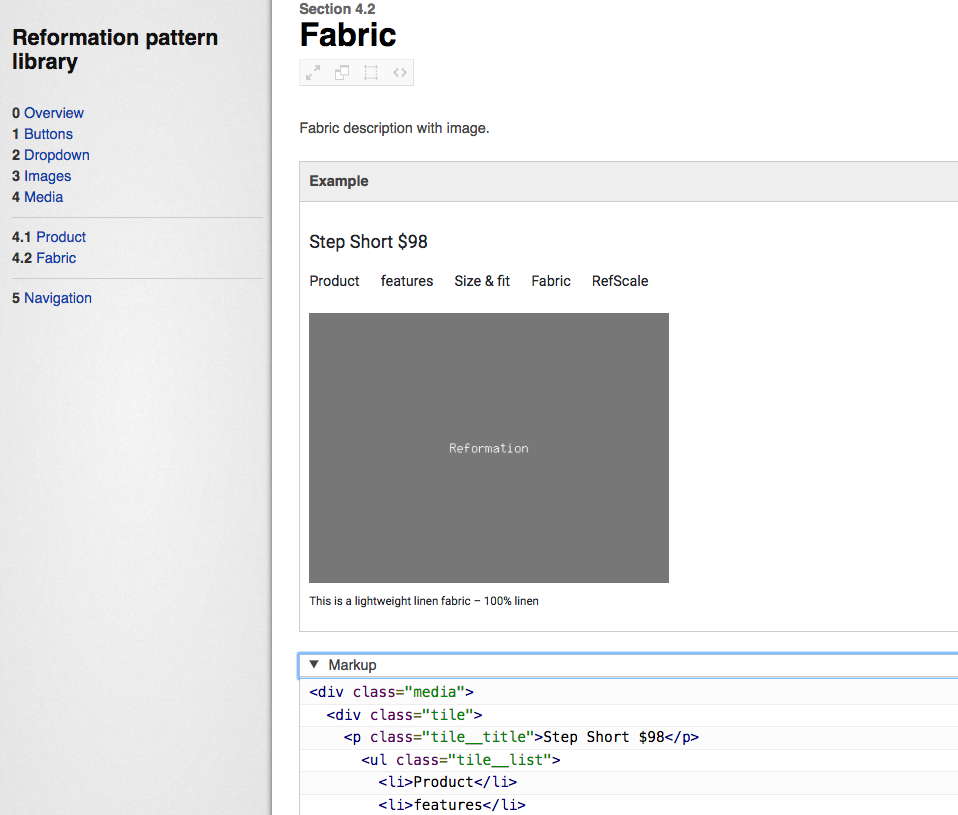 Reformation pattern
library
0 Overview
1 Buttons
2 Dropdown
3 Images
4 Media
4.1 Product
4.2 Fabric
5 Navigation
Section 4.2
Fabric
Fabric description with image.
Example
Step Short $98
Product features Size & fit Fabric RefScale
Reformation
This is a lightweight linen fabric – 100% linen
▼ Markup
<div class="media">
<div class="tile">
<p class="tile__title">Step Short $98</p>
<ul class="tile__list">
<li>Product</li>
<li>features</li>